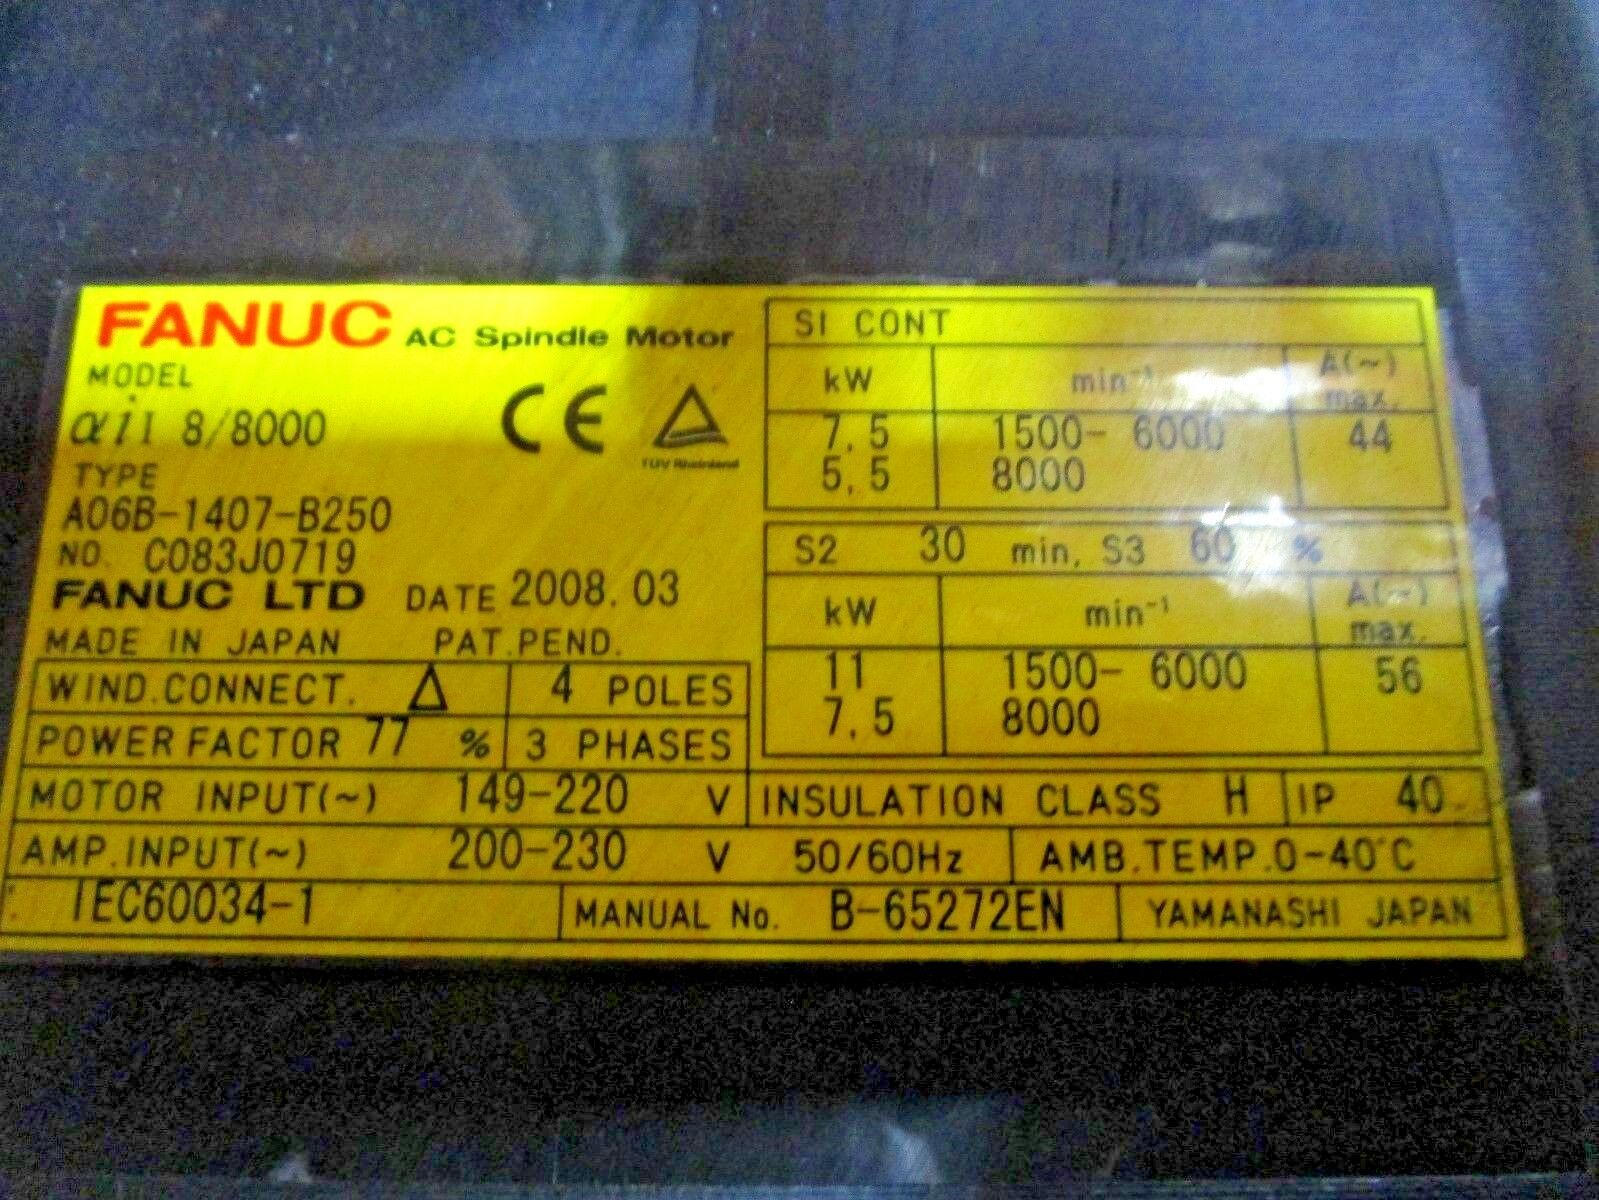 FANUC AC Spindle Motor
MODEL
αiI 8/8000
CE
TÜV Rheinland
TYPE
A06B-1407-B250
NO. C083J0719
FANUC LTD DATE 2008.03
MADE IN JAPAN PAT.PEND.
WIND.CONNECT. Δ 4 POLES
POWER FACTOR 77 % 3 PHASES
SI CONT
kW min⁻¹ A(~) max.
7.5 1500- 6000 44
5.5 8000
S2 30 min. S3 60 %
kW min⁻¹ A(~) max.
11 1500- 6000 56
7.5 8000
MOTOR INPUT(~) 149-220 V INSULATION CLASS H IP 40
AMP.INPUT(~) 200-230 V 50/60Hz AMB.TEMP.0-40°C
IEC60034-1 MANUAL No. B-65272EN YAMANASHI JAPAN